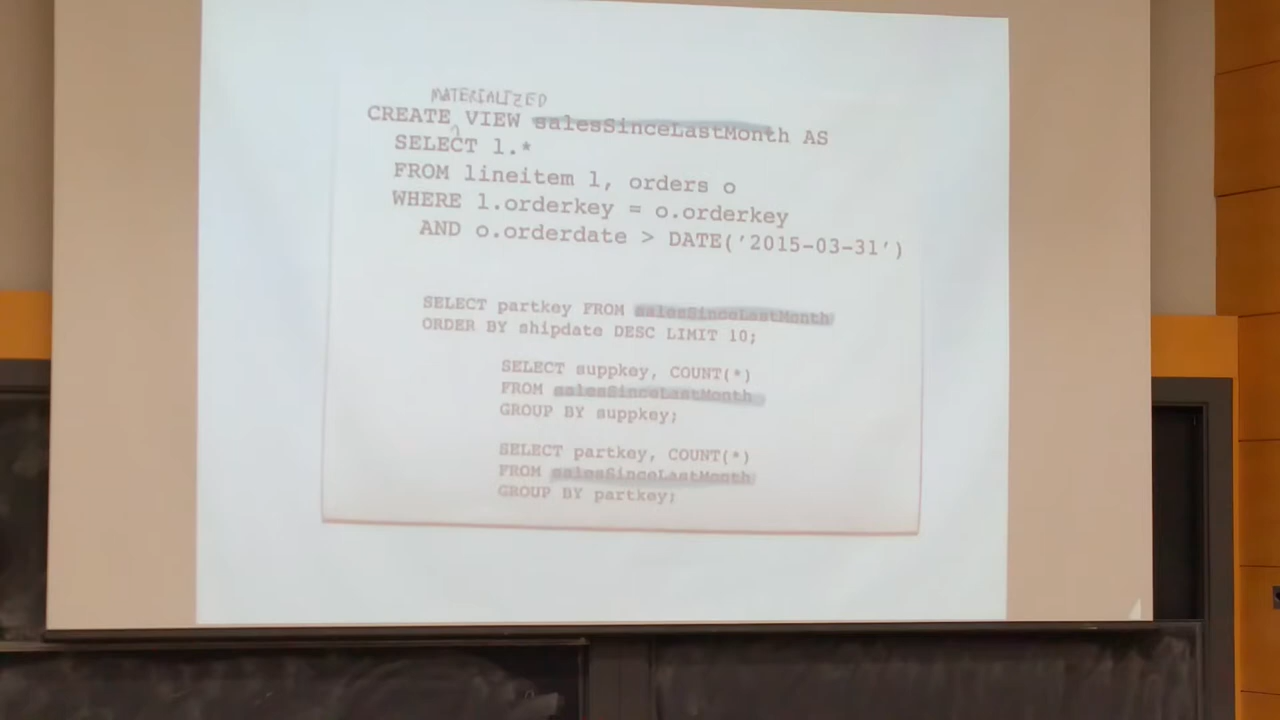 MATERIALIZED
CREATE VIEW salesSinceLastMonth AS
SELECT l.*
FROM lineitem l, orders o
WHERE l.orderkey = o.orderkey
AND o.orderdate > DATE('2015-03-31')
SELECT partkey FROM salesSinceLastMonth
ORDER BY shipdate DESC LIMIT 10;
SELECT suppkey, COUNT(*)
FROM salesSinceLastMonth
GROUP BY suppkey;
SELECT partkey, COUNT(*)
FROM salesSinceLastMonth
GROUP BY partkey;